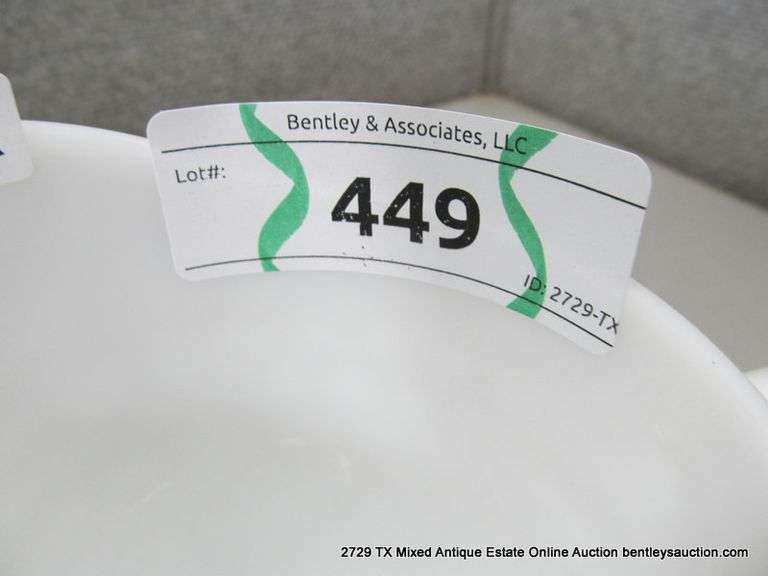 Bentley & Associates, LLC
Lot#:
449
ID: 2729-TX
2729 TX Mixed Antique Estate Online Auction bentleysauction.com